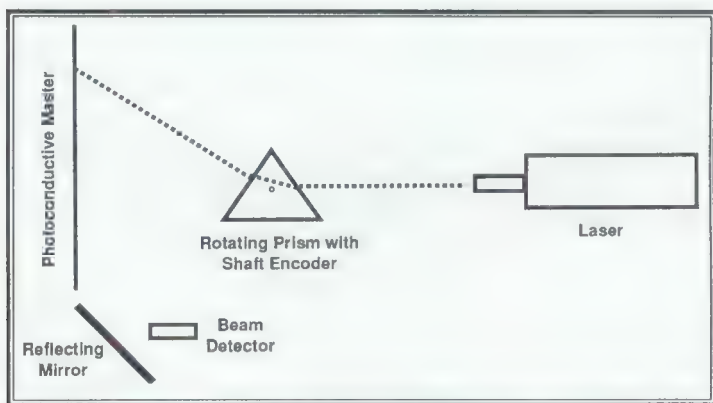 Photoconductive Master
Rotating Prism with
Shaft Encoder
Laser
Reflecting
Mirror
Beam
Detector